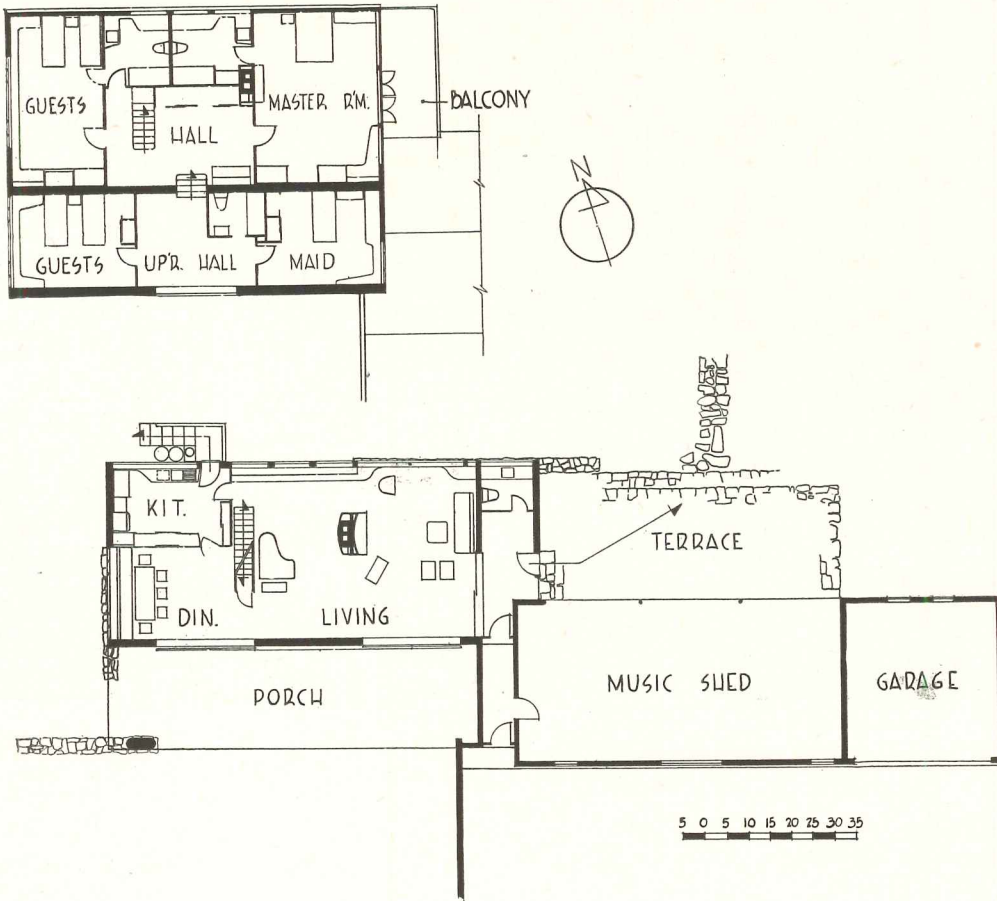 GUESTS
HALL
MASTER R'M.
BALCONY
N
GUESTS
UP'R. HALL
MAID
KIT.
TERRACE
DIN.
LIVING
PORCH
MUSIC SHED
GARAGE
5 0 5 10 15 20 25 30 35